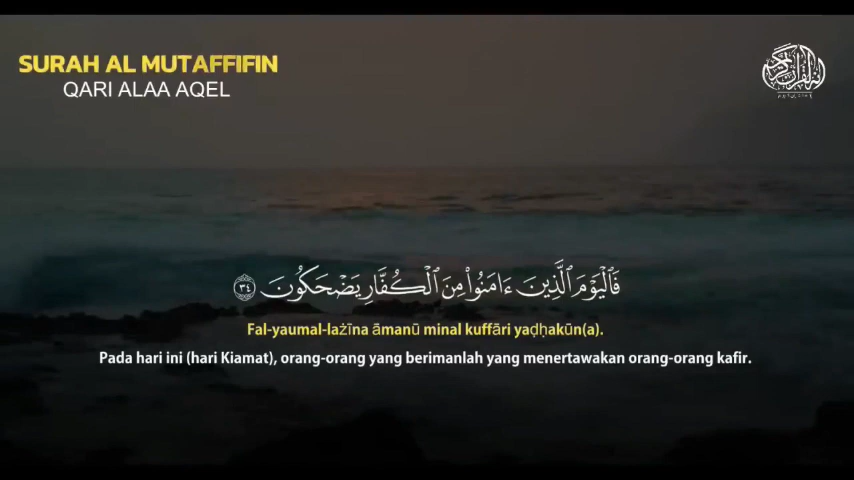 SURAH AL MUTAFFIFIN
QARI ALAA AQEL
فَٱلْيَوْمَ ٱلَّذِينَ ءَامَنُوا۟ مِنَ ٱلْكُفَّارِ يَضْحَكُونَ ٣٤
Fal-yaumal-lażīna āmanū minal kuffāri yaḍḥakūn(a).
Pada hari ini (hari Kiamat), orang-orang yang berimanlah yang menertawakan orang-orang kafir.